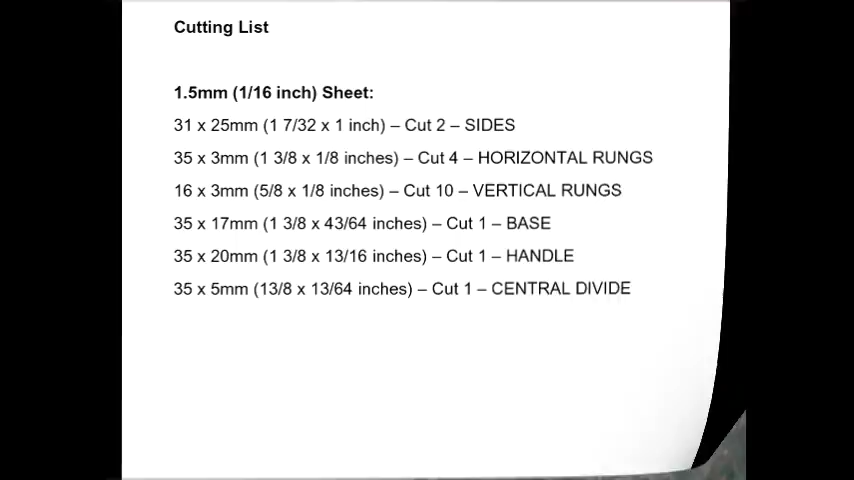 Cutting List
1.5mm (1/16 inch) Sheet:
31 x 25mm (1 7/32 x 1 inch) – Cut 2 – SIDES
35 x 3mm (1 3/8 x 1/8 inches) – Cut 4 – HORIZONTAL RUNGS
16 x 3mm (5/8 x 1/8 inches) – Cut 10 – VERTICAL RUNGS
35 x 17mm (1 3/8 x 43/64 inches) – Cut 1 – BASE
35 x 20mm (1 3/8 x 13/16 inches) – Cut 1 – HANDLE
35 x 5mm (13/8 x 13/64 inches) – Cut 1 – CENTRAL DIVIDE